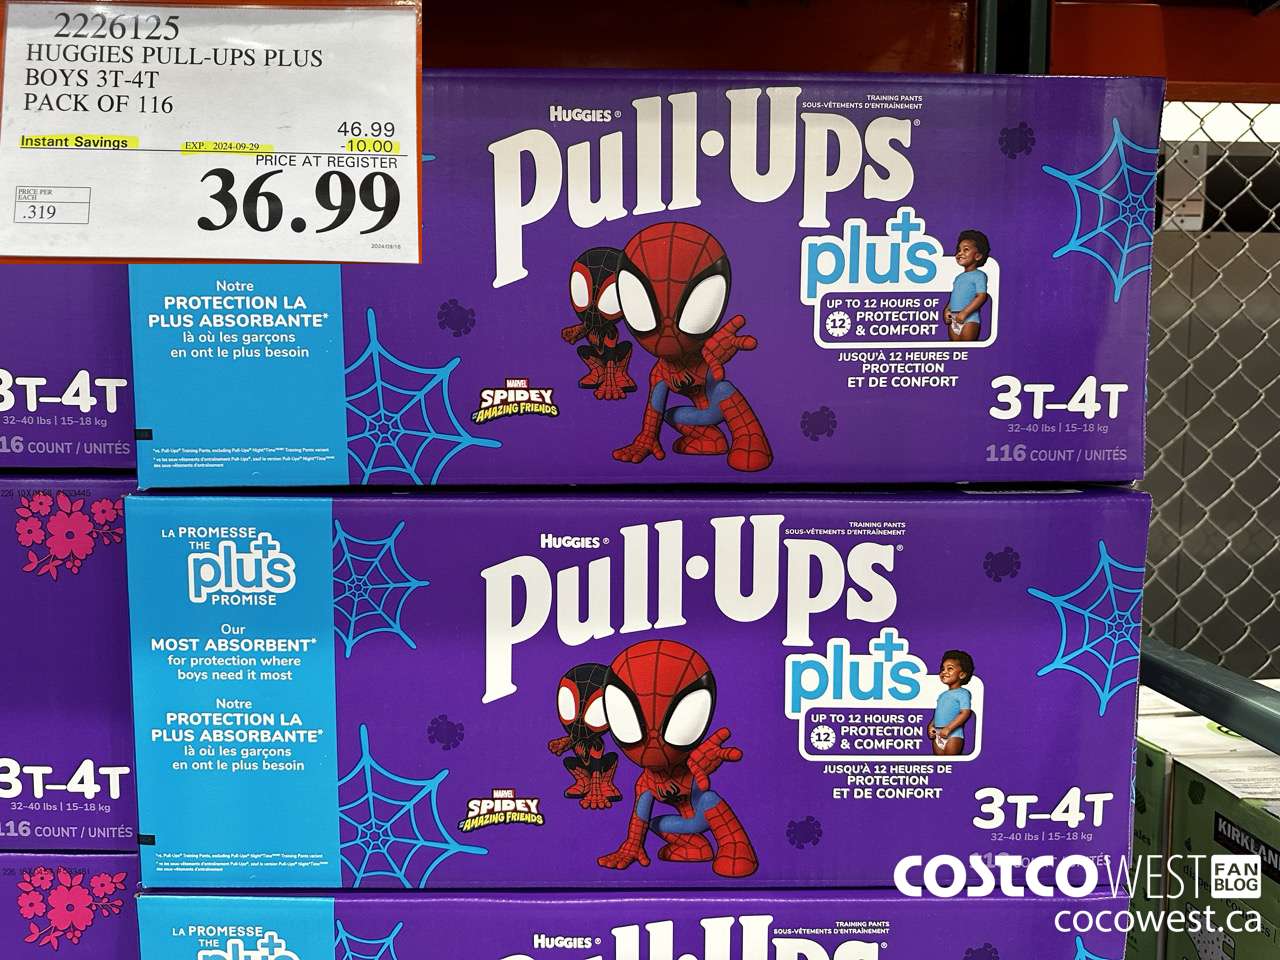 2226125
HUGGIES PULL-UPS PLUS
BOYS 3T-4T
PACK OF 116
46.99
Instant Savings EXP. 2024-09-29 -10.00
PRICE AT REGISTER
36.99
PRICE PER
EACH
.319
HUGGIES®
Pull-Ups®
TRAINING PANTS
SOUS-VÊTEMENTS D'ENTRAÎNEMENT
plus+
UP TO 12 HOURS OF
12 PROTECTION
& COMFORT
JUSQU'À 12 HEURES DE
PROTECTION
ET DE CONFORT
Notre
PROTECTION LA
PLUS ABSORBANTE*
là où les garçons
en ont le plus besoin
MARVEL
SPIDEY
AND HIS
AMAZING FRIENDS
3T-4T
32-40 lbs | 15-18 kg
116 COUNT / UNITÉS
3T-4T
32-40 lbs | 15-18 kg
16 COUNT / UNITÉS
LA PROMESSE
THE
plus+
PROMISE
Our
MOST ABSORBENT*
for protection where
boys need it most
Notre
PROTECTION LA
PLUS ABSORBANTE*
là où les garçons
en ont le plus besoin
HUGGIES®
Pull-Ups®
TRAINING PANTS
SOUS-VÊTEMENTS D'ENTRAÎNEMENT
plus+
UP TO 12 HOURS OF
12 PROTECTION
& COMFORT
JUSQU'À 12 HEURES DE
PROTECTION
ET DE CONFORT
MARVEL
SPIDEY
AMAZING FRIENDS
3T-4T
32-40 lbs | 15-18 kg
3T-4T
32-40 lbs | 15-18 kg
116 COUNT / UNITÉS
KIRKLAN
COSTCO WEST FAN
BLOG
cocowest.ca
LA PROMESSE
THE
plus+
HUGGIES®
Pull-Ups®
TRAINING PANTS
SOUS-VÊTEMENTS D'ENTRAÎNEMENT